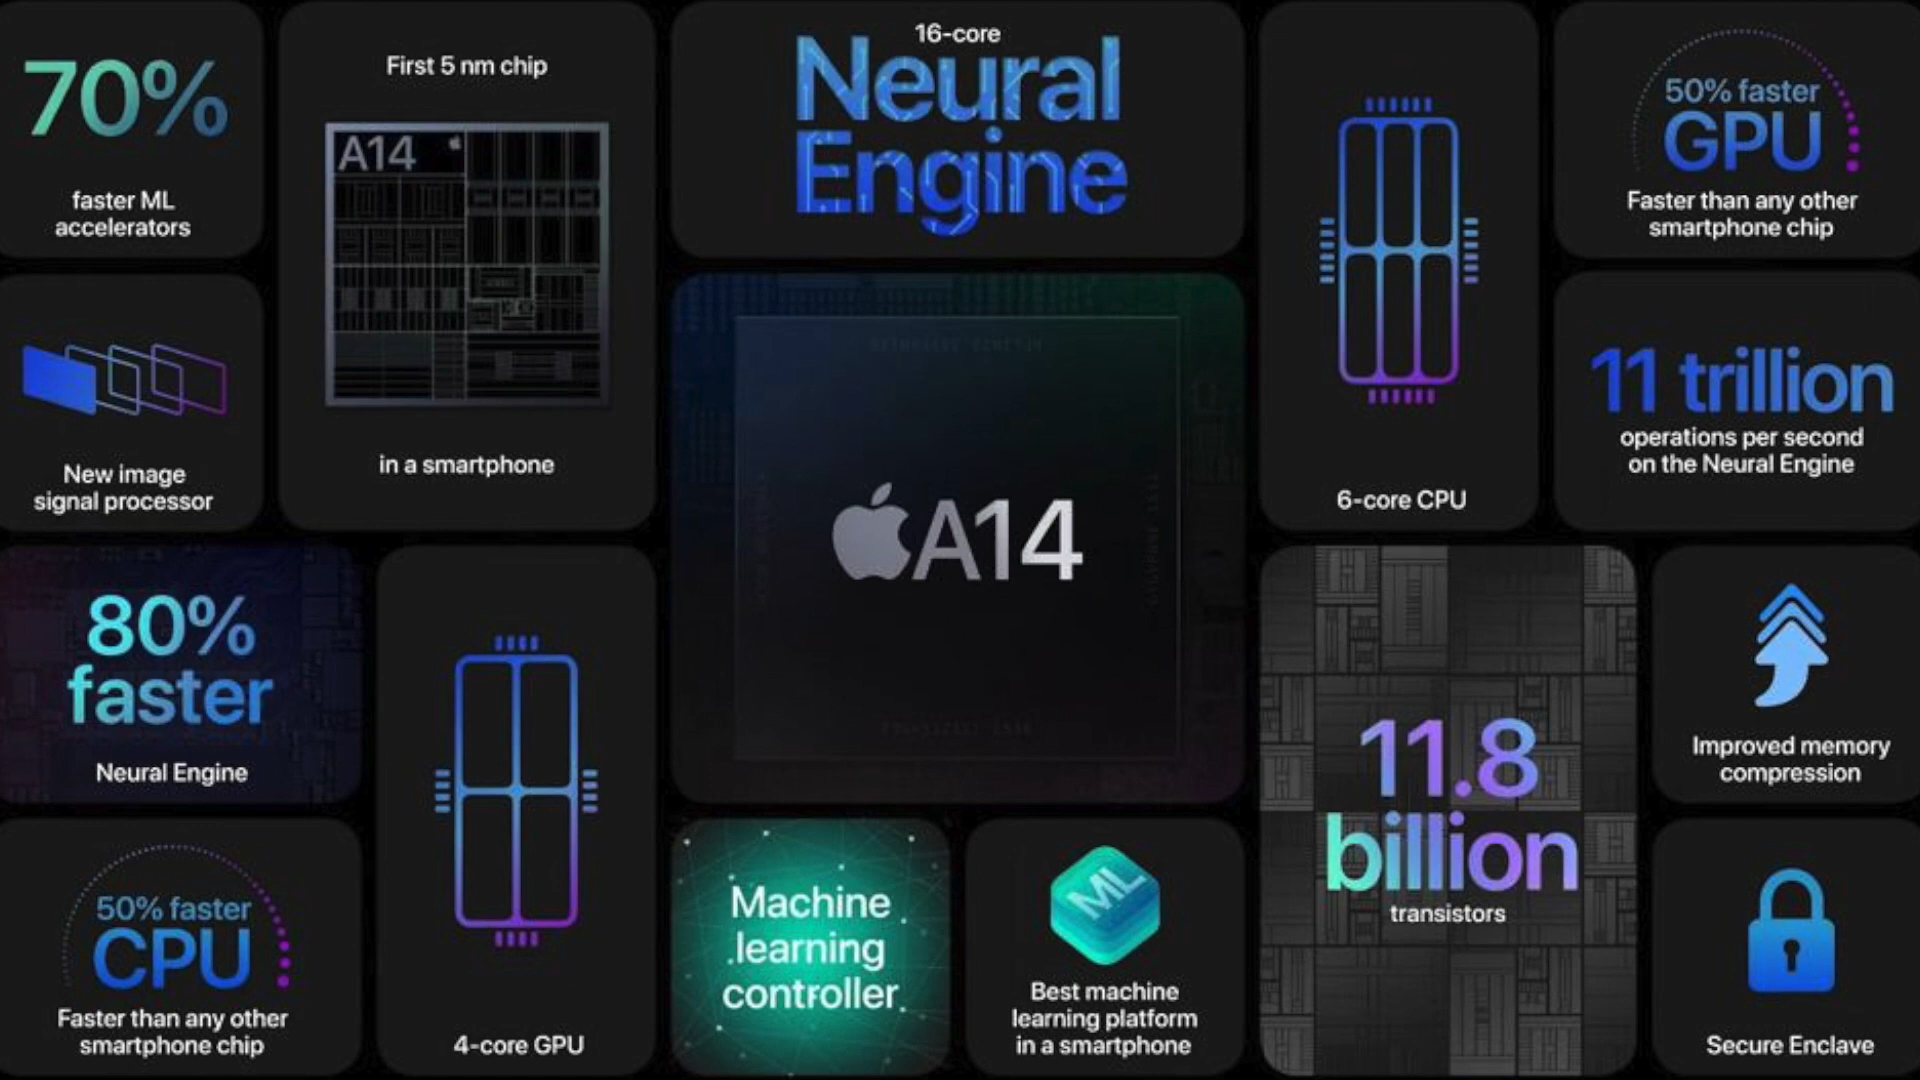 70%
faster ML
accelerators
First 5 nm chip
A14
in a smartphone
16-core
Neural
Engine
6-core CPU
50% faster
GPU
Faster than any other
smartphone chip
New image
signal processor
A14
11 trillion
operations per second
on the Neural Engine
80%
faster
Neural Engine
4-core GPU
11.8
billion
transistors
Improved memory
compression
50% faster
CPU
Faster than any other
smartphone chip
Machine
learning
controller
ML
Best machine
learning platform
in a smartphone
Secure Enclave